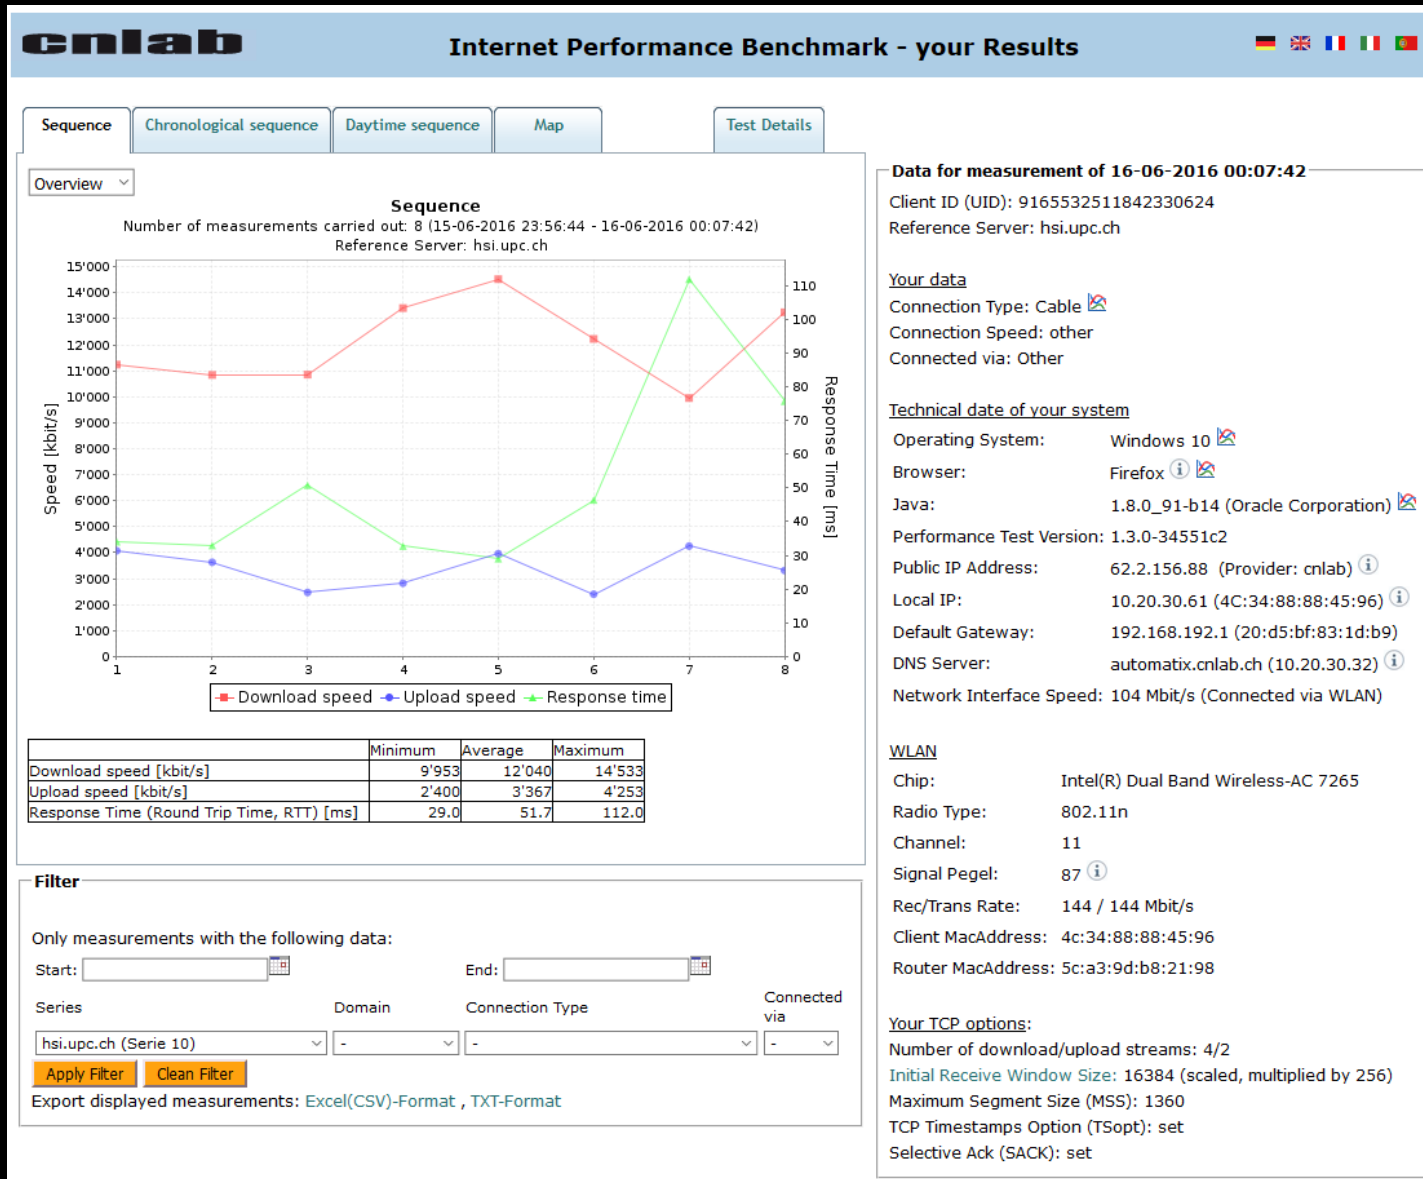 cnlab
Internet Performance Benchmark - your Results
Sequence
Chronological sequence
Daytime sequence
Map
Test Details
Overview
Sequence
Number of measurements carried out: 8 (15-06-2016 23:56:44 - 16-06-2016 00:07:42)
Reference Server: hsi.upc.ch
15'000
14'000
13'000
12'000
11'000
10'000
9'000
8'000
7'000
6'000
5'000
4'000
3'000
2'000
1'000
0
Speed [kbit/s]
110
100
90
80
70
60
50
40
30
20
10
0
Response Time [ms]
1 2 3 4 5 6 7 8
Download speed Upload speed Response time
Minimum Average Maximum
Download speed [kbit/s] 9'953 12'040 14'533
Upload speed [kbit/s] 2'400 3'367 4'253
Response Time (Round Trip Time, RTT) [ms] 29.0 51.7 112.0
Filter
Only measurements with the following data:
Start: End:
Series Domain Connection Type Connected via
hsi.upc.ch (Serie 10) - - -
Apply Filter Clean Filter
Export displayed measurements: Excel(CSV)-Format , TXT-Format
Data for measurement of 16-06-2016 00:07:42
Client ID (UID): 9165532511842330624
Reference Server: hsi.upc.ch
Your data
Connection Type: Cable
Connection Speed: other
Connected via: Other
Technical date of your system
Operating System: Windows 10
Browser: Firefox
Java: 1.8.0_91-b14 (Oracle Corporation)
Performance Test Version: 1.3.0-34551c2
Public IP Address: 62.2.156.88 (Provider: cnlab)
Local IP: 10.20.30.61 (4C:34:88:88:45:96)
Default Gateway: 192.168.192.1 (20:d5:bf:83:1d:b9)
DNS Server: automatix.cnlab.ch (10.20.30.32)
Network Interface Speed: 104 Mbit/s (Connected via WLAN)
WLAN
Chip: Intel(R) Dual Band Wireless-AC 7265
Radio Type: 802.11n
Channel: 11
Signal Pegel: 87
Rec/Trans Rate: 144 / 144 Mbit/s
Client MacAddress: 4c:34:88:88:45:96
Router MacAddress: 5c:a3:9d:b8:21:98
Your TCP options:
Number of download/upload streams: 4/2
Initial Receive Window Size: 16384 (scaled, multiplied by 256)
Maximum Segment Size (MSS): 1360
TCP Timestamps Option (TSopt): set
Selective Ack (SACK): set